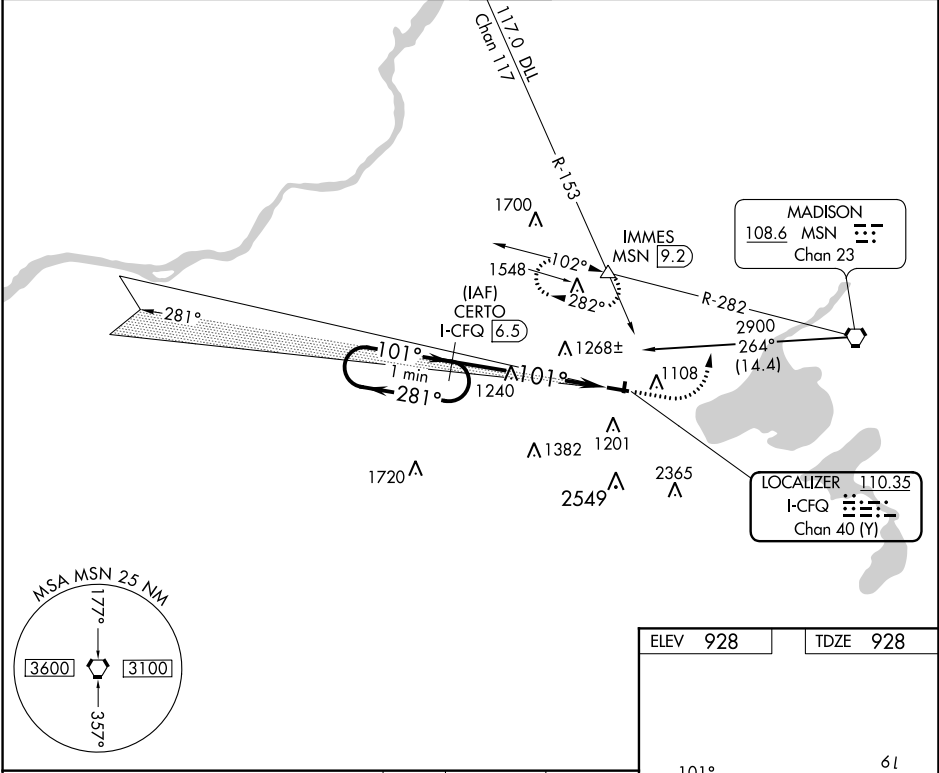 117.0 DLL
Chan 117
R-153
1700
IMMES
MSN 9.2
MADISON
108.6 MSN
Chan 23
102°
1548
282°
R-282
(IAF)
CERTO
I-CFQ 6.5
281°
2900
264°
(14.4)
1268±
101°
1 min
281°
101°
1240
1108
1201
1382
1720
2365
2549
LOCALIZER 110.35
I-CFQ
Chan 40 (Y)
MSA MSN 25 NM
177°
3600
3100
357°
ELEV 928
TDZE 928
101°
61